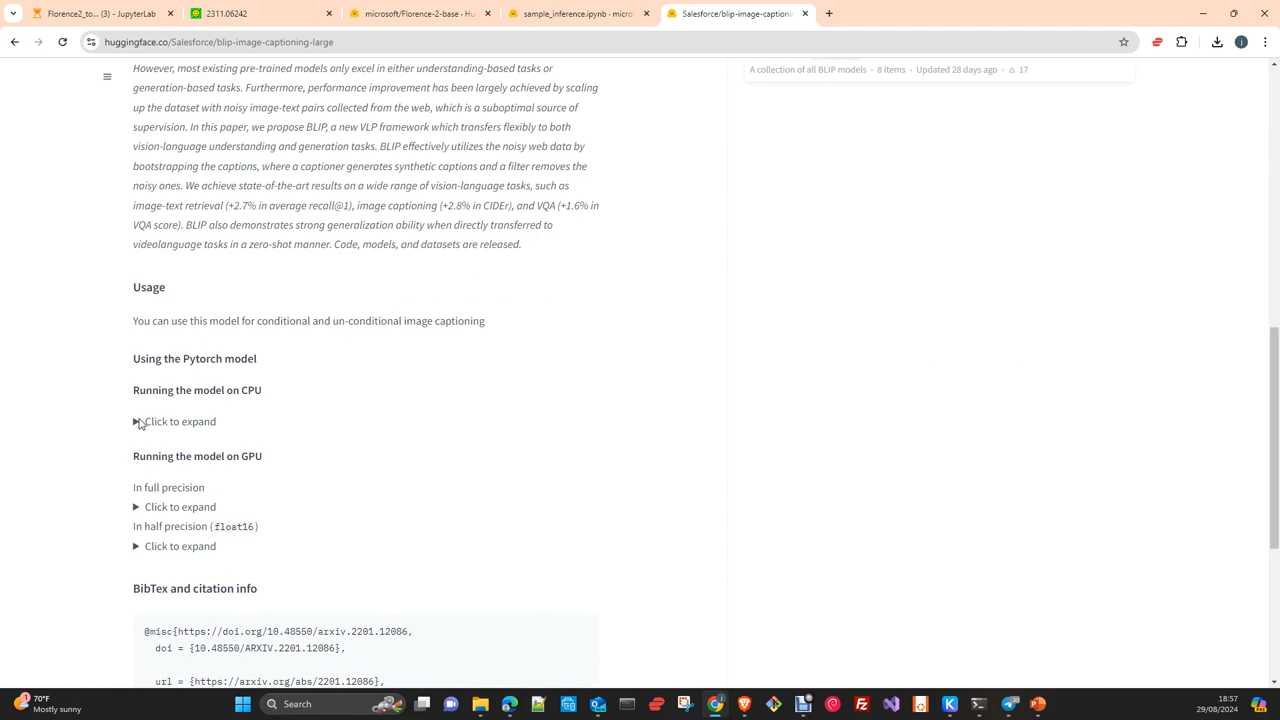 Florence2_to... (3) - JupyterLab
2311.06242
microsoft/Florence-2-base · Hu
sample_inference.ipynb · micros
Salesforce/blip-image-captionin
huggingface.co/Salesforce/blip-image-captioning-large
However, most existing pre-trained models only excel in either understanding-based tasks or
generation-based tasks. Furthermore, performance improvement has been largely achieved by scaling
up the dataset with noisy image-text pairs collected from the web, which is a suboptimal source of
supervision. In this paper, we propose BLIP, a new VLP framework which transfers flexibly to both
vision-language understanding and generation tasks. BLIP effectively utilizes the noisy web data by
bootstrapping the captions, where a captioner generates synthetic captions and a filter removes the
noisy ones. We achieve state-of-the-art results on a wide range of vision-language tasks, such as
image-text retrieval (+2.7% in average recall@1), image captioning (+2.8% in CIDEr), and VQA (+1.6% in
VQA score). BLIP also demonstrates strong generalization ability when directly transferred to
videolanguage tasks in a zero-shot manner. Code, models, and datasets are released.
A collection of all BLIP models • 8 items • Updated 28 days ago • 17
Usage
You can use this model for conditional and un-conditional image captioning
Using the Pytorch model
Running the model on CPU
Click to expand
Running the model on GPU
In full precision
Click to expand
In half precision (float16)
Click to expand
BibTex and citation info
@misc{https://doi.org/10.48550/arxiv.2201.12086,
doi = {10.48550/ARXIV.2201.12086},
url = {https://arxiv.org/abs/2201.12086},
70°F
Mostly sunny
Search
18:57
29/08/2024